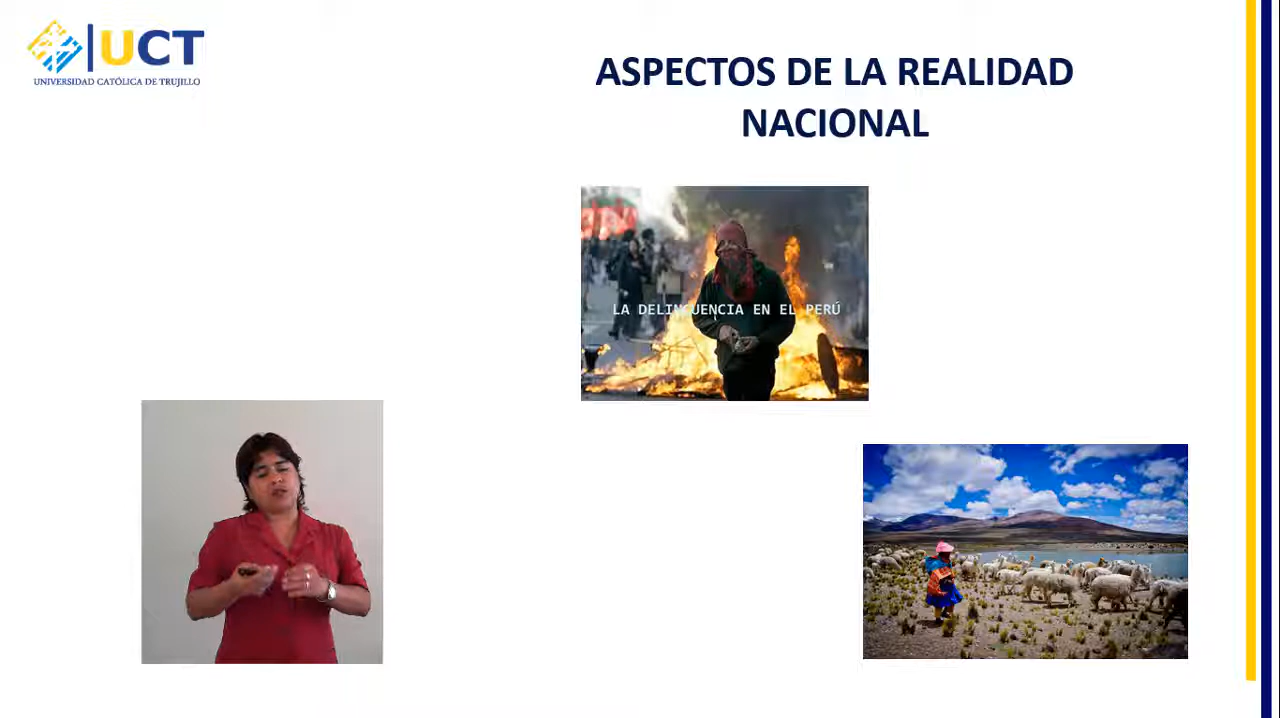 UCT
UNIVERSIDAD CATÓLICA DE TRUJILLO
ASPECTOS DE LA REALIDAD
NACIONAL
LA DELINCUENCIA EN EL PERÚ